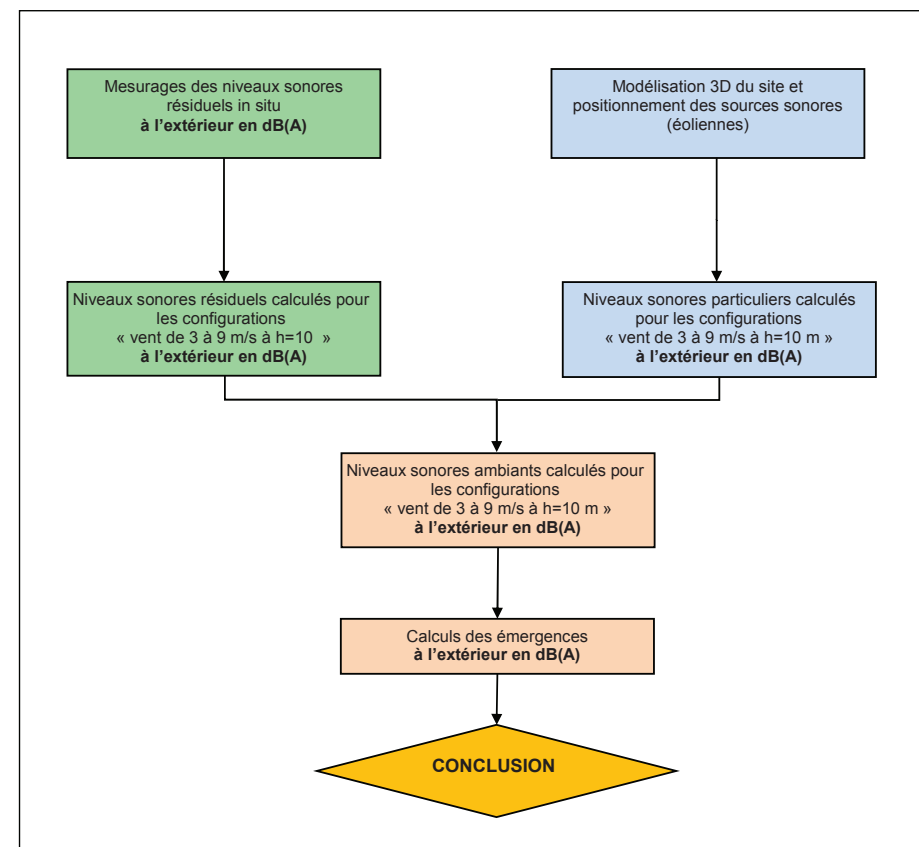 Mesurages des niveaux sonores
résiduels in situ
à l'extérieur en dB(A)
Modélisation 3D du site et
positionnement des sources sonores
(éoliennes)
Niveaux sonores résiduels calculés pour
les configurations
« vent de 3 à 9 m/s à h=10 »
à l'extérieur en dB(A)
Niveaux sonores particuliers calculés
pour les configurations
« vent de 3 à 9 m/s à h=10 m »
à l'extérieur en dB(A)
Niveaux sonores ambiants calculés pour
les configurations
« vent de 3 à 9 m/s à h=10 m »
à l'extérieur en dB(A)
Calculs des émergences
à l'extérieur en dB(A)
CONCLUSION